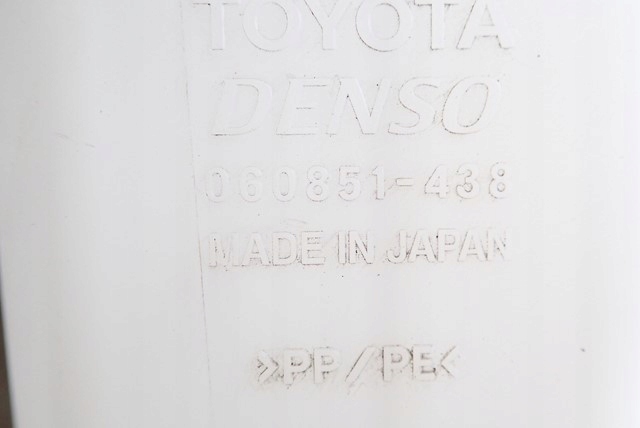 TOYOTA
DENSO
060851-438
MADE IN JAPAN
>PP/PE<